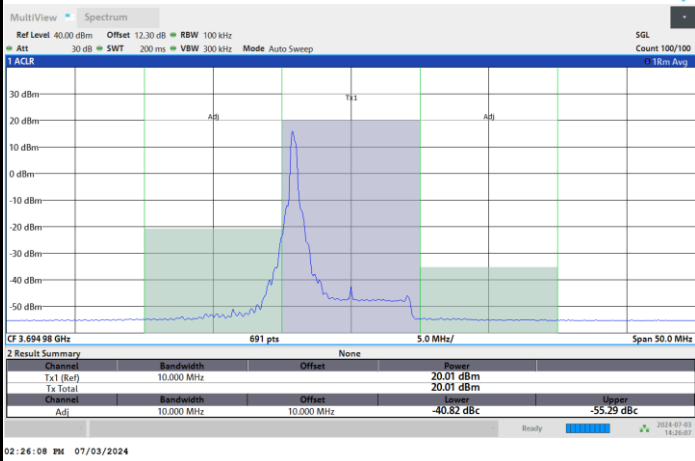 MultiView Spectrum
Ref Level 40.00 dBm Offset 12.30 dB RBW 100 kHz SGL
Att 30 dB SWT 200 ms VBW 300 kHz Mode Auto Sweep Count 100/100
1 ACLR 1Rm Avg
30 dBm
Tx1
20 dBm
Adj Adj
10 dBm
0 dBm
-10 dBm
-20 dBm
-30 dBm
-40 dBm
-50 dBm
CF 3.694 98 GHz 691 pts 5.0 MHz/ Span 50.0 MHz
2 Result Summary None
Channel Bandwidth Offset Power
Tx1 (Ref) 10.000 MHz 20.01 dBm
Tx Total 20.01 dBm
Channel Bandwidth Offset Lower Upper
Adj 10.000 MHz 10.000 MHz -40.82 dBc -55.29 dBc
Ready 2024-07-03
14:26:07
02:26:08 PM 07/03/2024